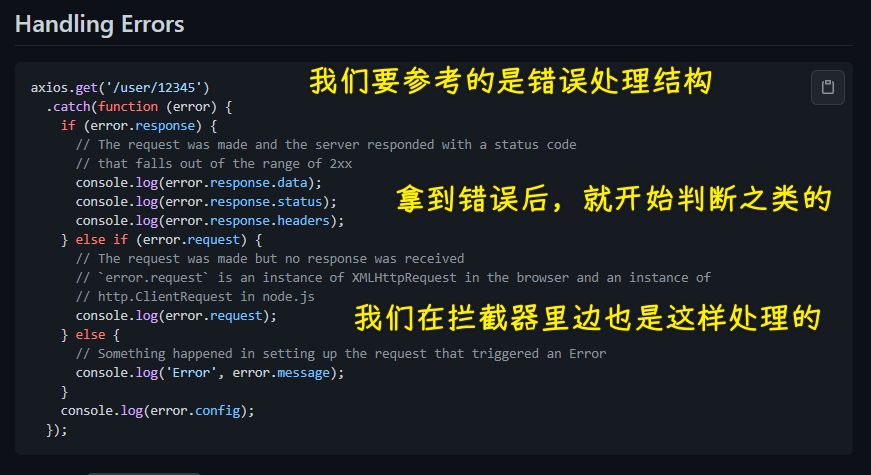 Handling Errors
我们要参考的是错误处理结构
axios.get('/user/12345')
.catch(function (error) {
if (error.response) {
// The request was made and the server responded with a status code
// that falls out of the range of 2xx
console.log(error.response.data);
拿到错误后，就开始判断之类的
console.log(error.response.status);
console.log(error.response.headers);
} else if (error.request) {
// The request was made but no response was received
// `error.request` is an instance of XMLHttpRequest in the browser and an instance of
// http.ClientRequest in node.js
console.log(error.request);
我们在拦截器里边也是这样处理的
} else {
// Something happened in setting up the request that triggered an Error
console.log('Error', error.message);
}
console.log(error.config);
});